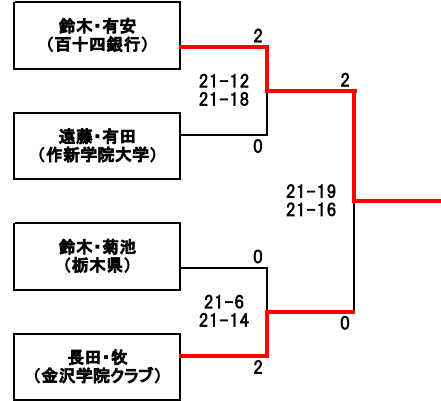 鈴木・有安
（百十四銀行）
2
2
21-12
21-18
遠藤・有田
（作新学院大学）
0
21-19
21-16
鈴木・菊池
（栃木県）
0
21-6
21-14
0
長田・牧
（金沢学院クラブ）
2